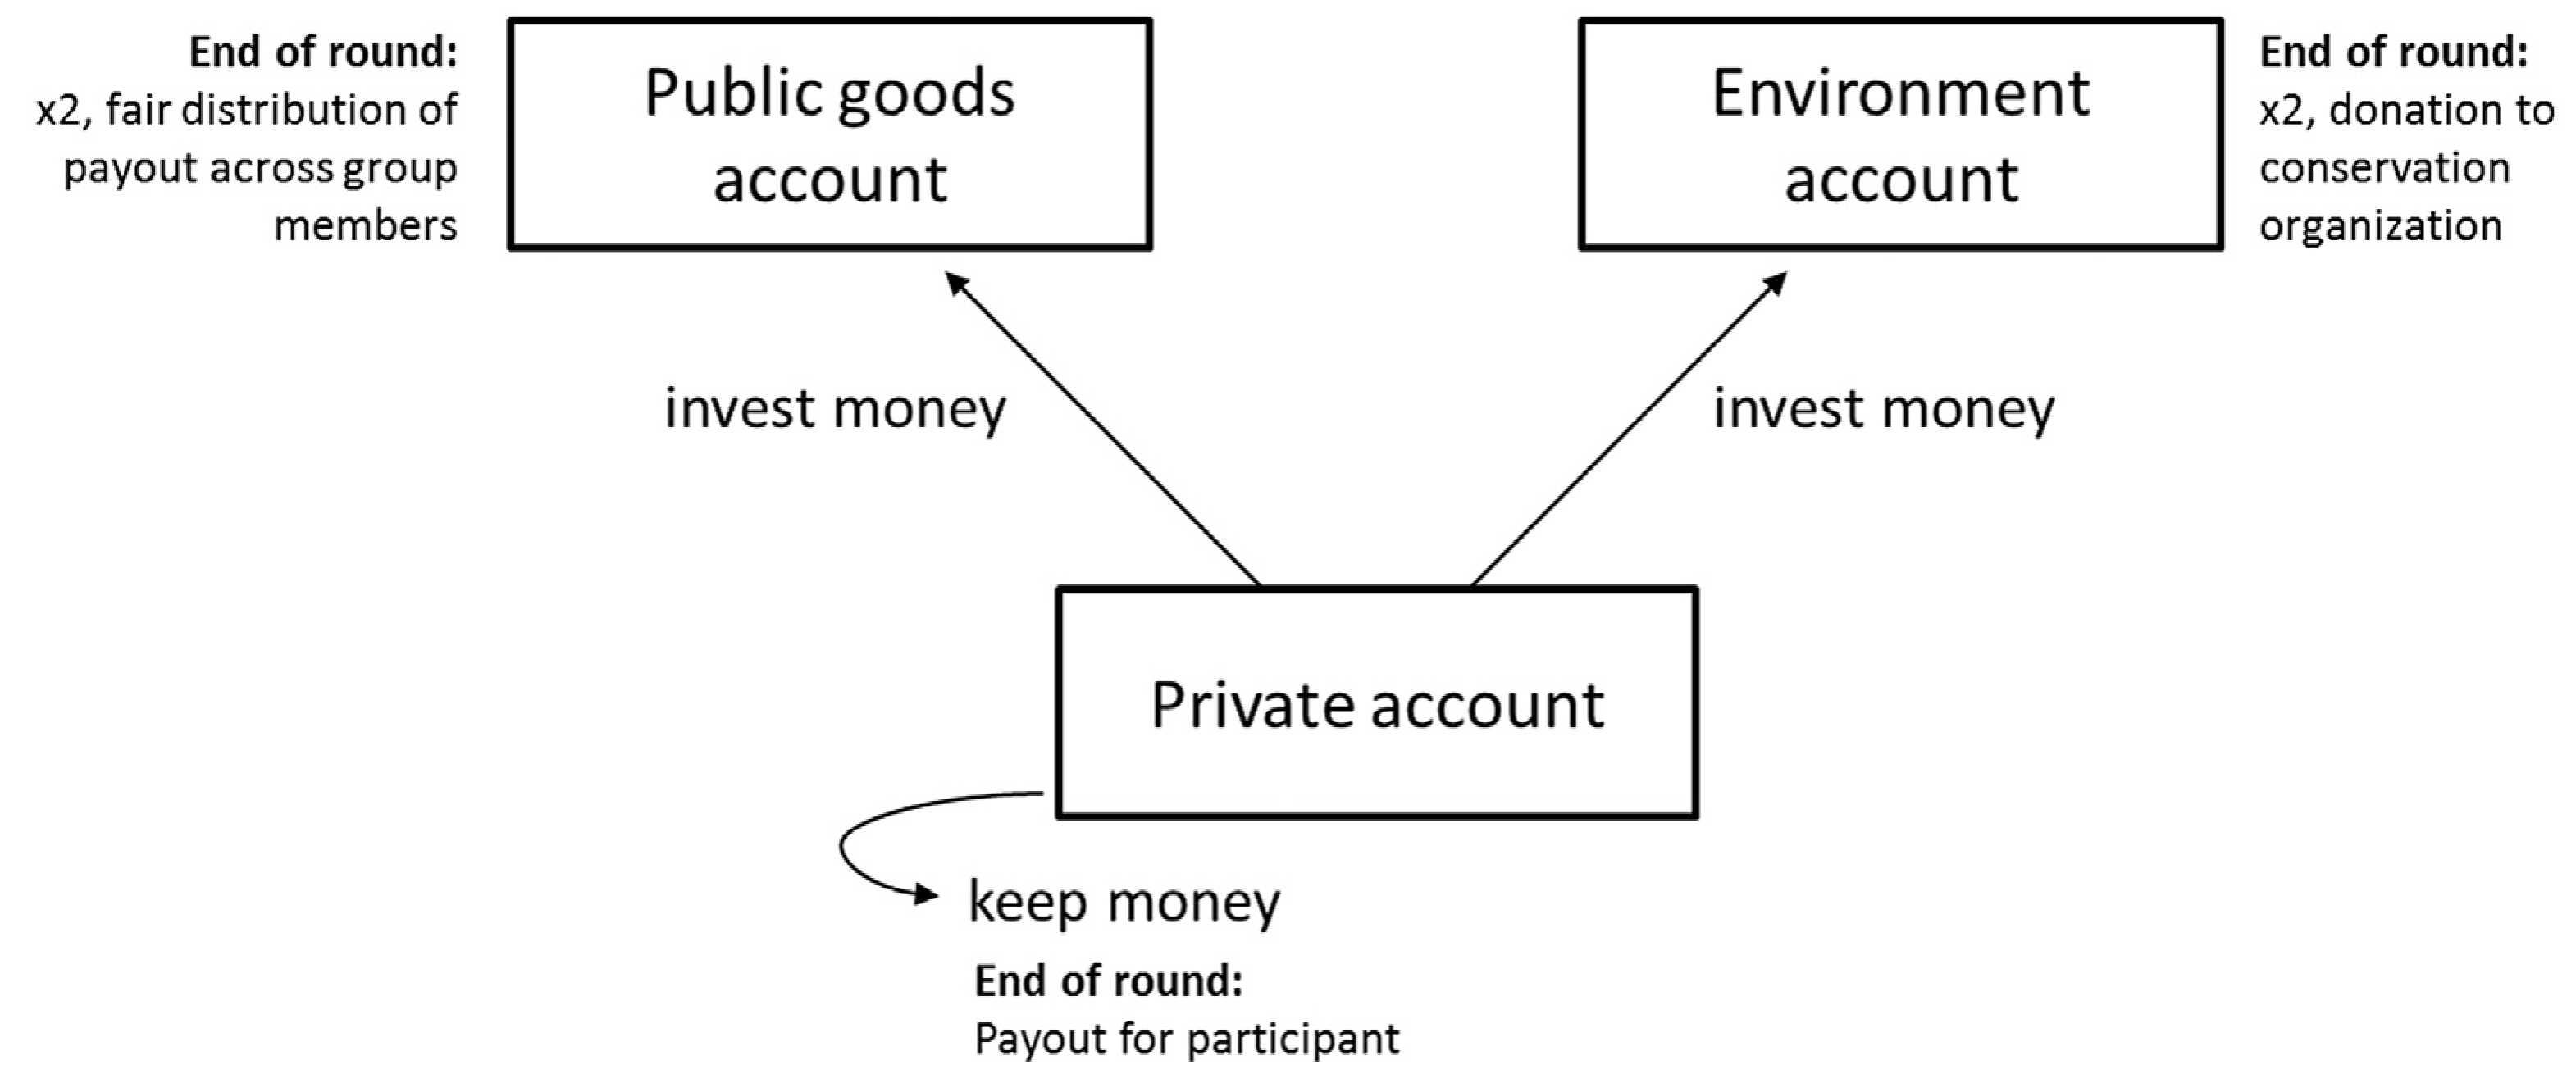 End of round:
x2, fair distribution of
payout across group
members
Public goods
account
Environment
account
End of round:
x2, donation to
conservation
organization
invest money
invest money
Private account
keep money
End of round:
Payout for participant